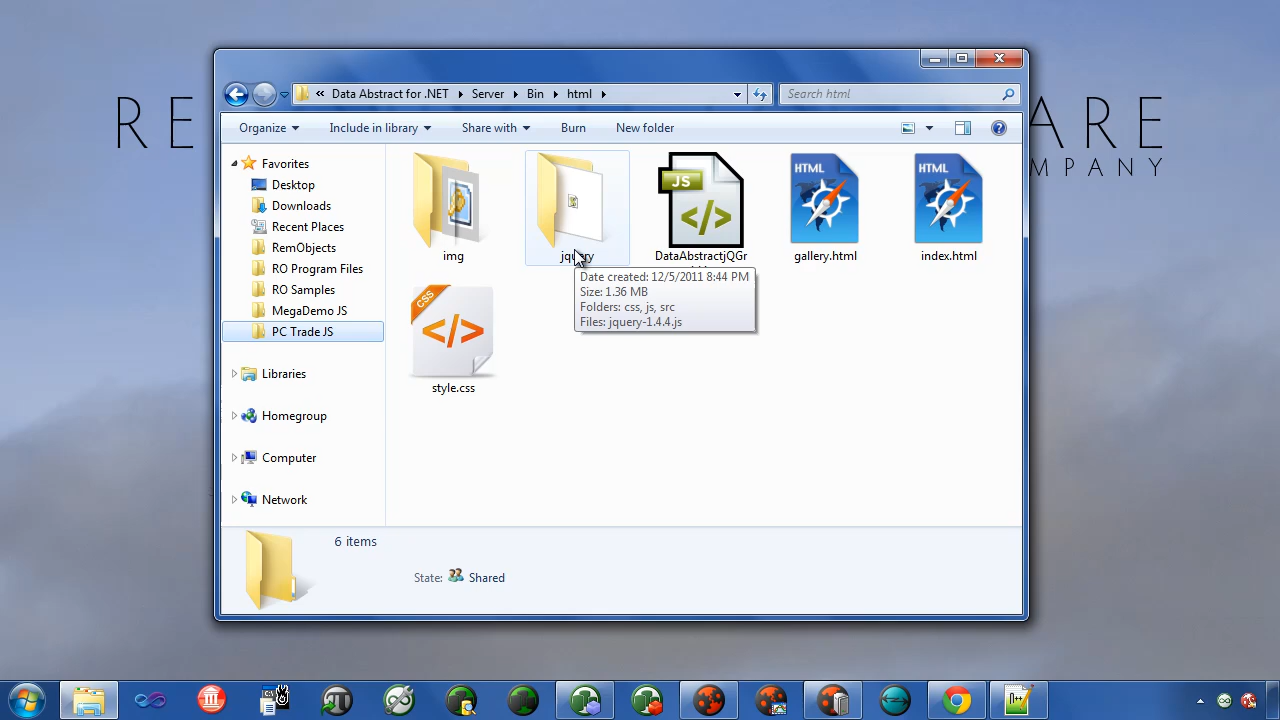 RE
ARE
MPANY
« Data Abstract for .NET ▸ Server ▸ Bin ▸ html ▸
Search html
Organize
Include in library
Share with
Burn
New folder
Favorites
Desktop
Downloads
Recent Places
RemObjects
RO Program Files
RO Samples
MegaDemo JS
PC Trade JS
Libraries
Homegroup
Computer
Network
img
jquery
JS
DataAbstractjQGr
HTML
gallery.html
HTML
index.html
Date created: 12/5/2011 8:44 PM
Size: 1.36 MB
Folders: css, js, src
Files: jquery-1.4.4.js
CSS
style.css
6 items
State: Shared